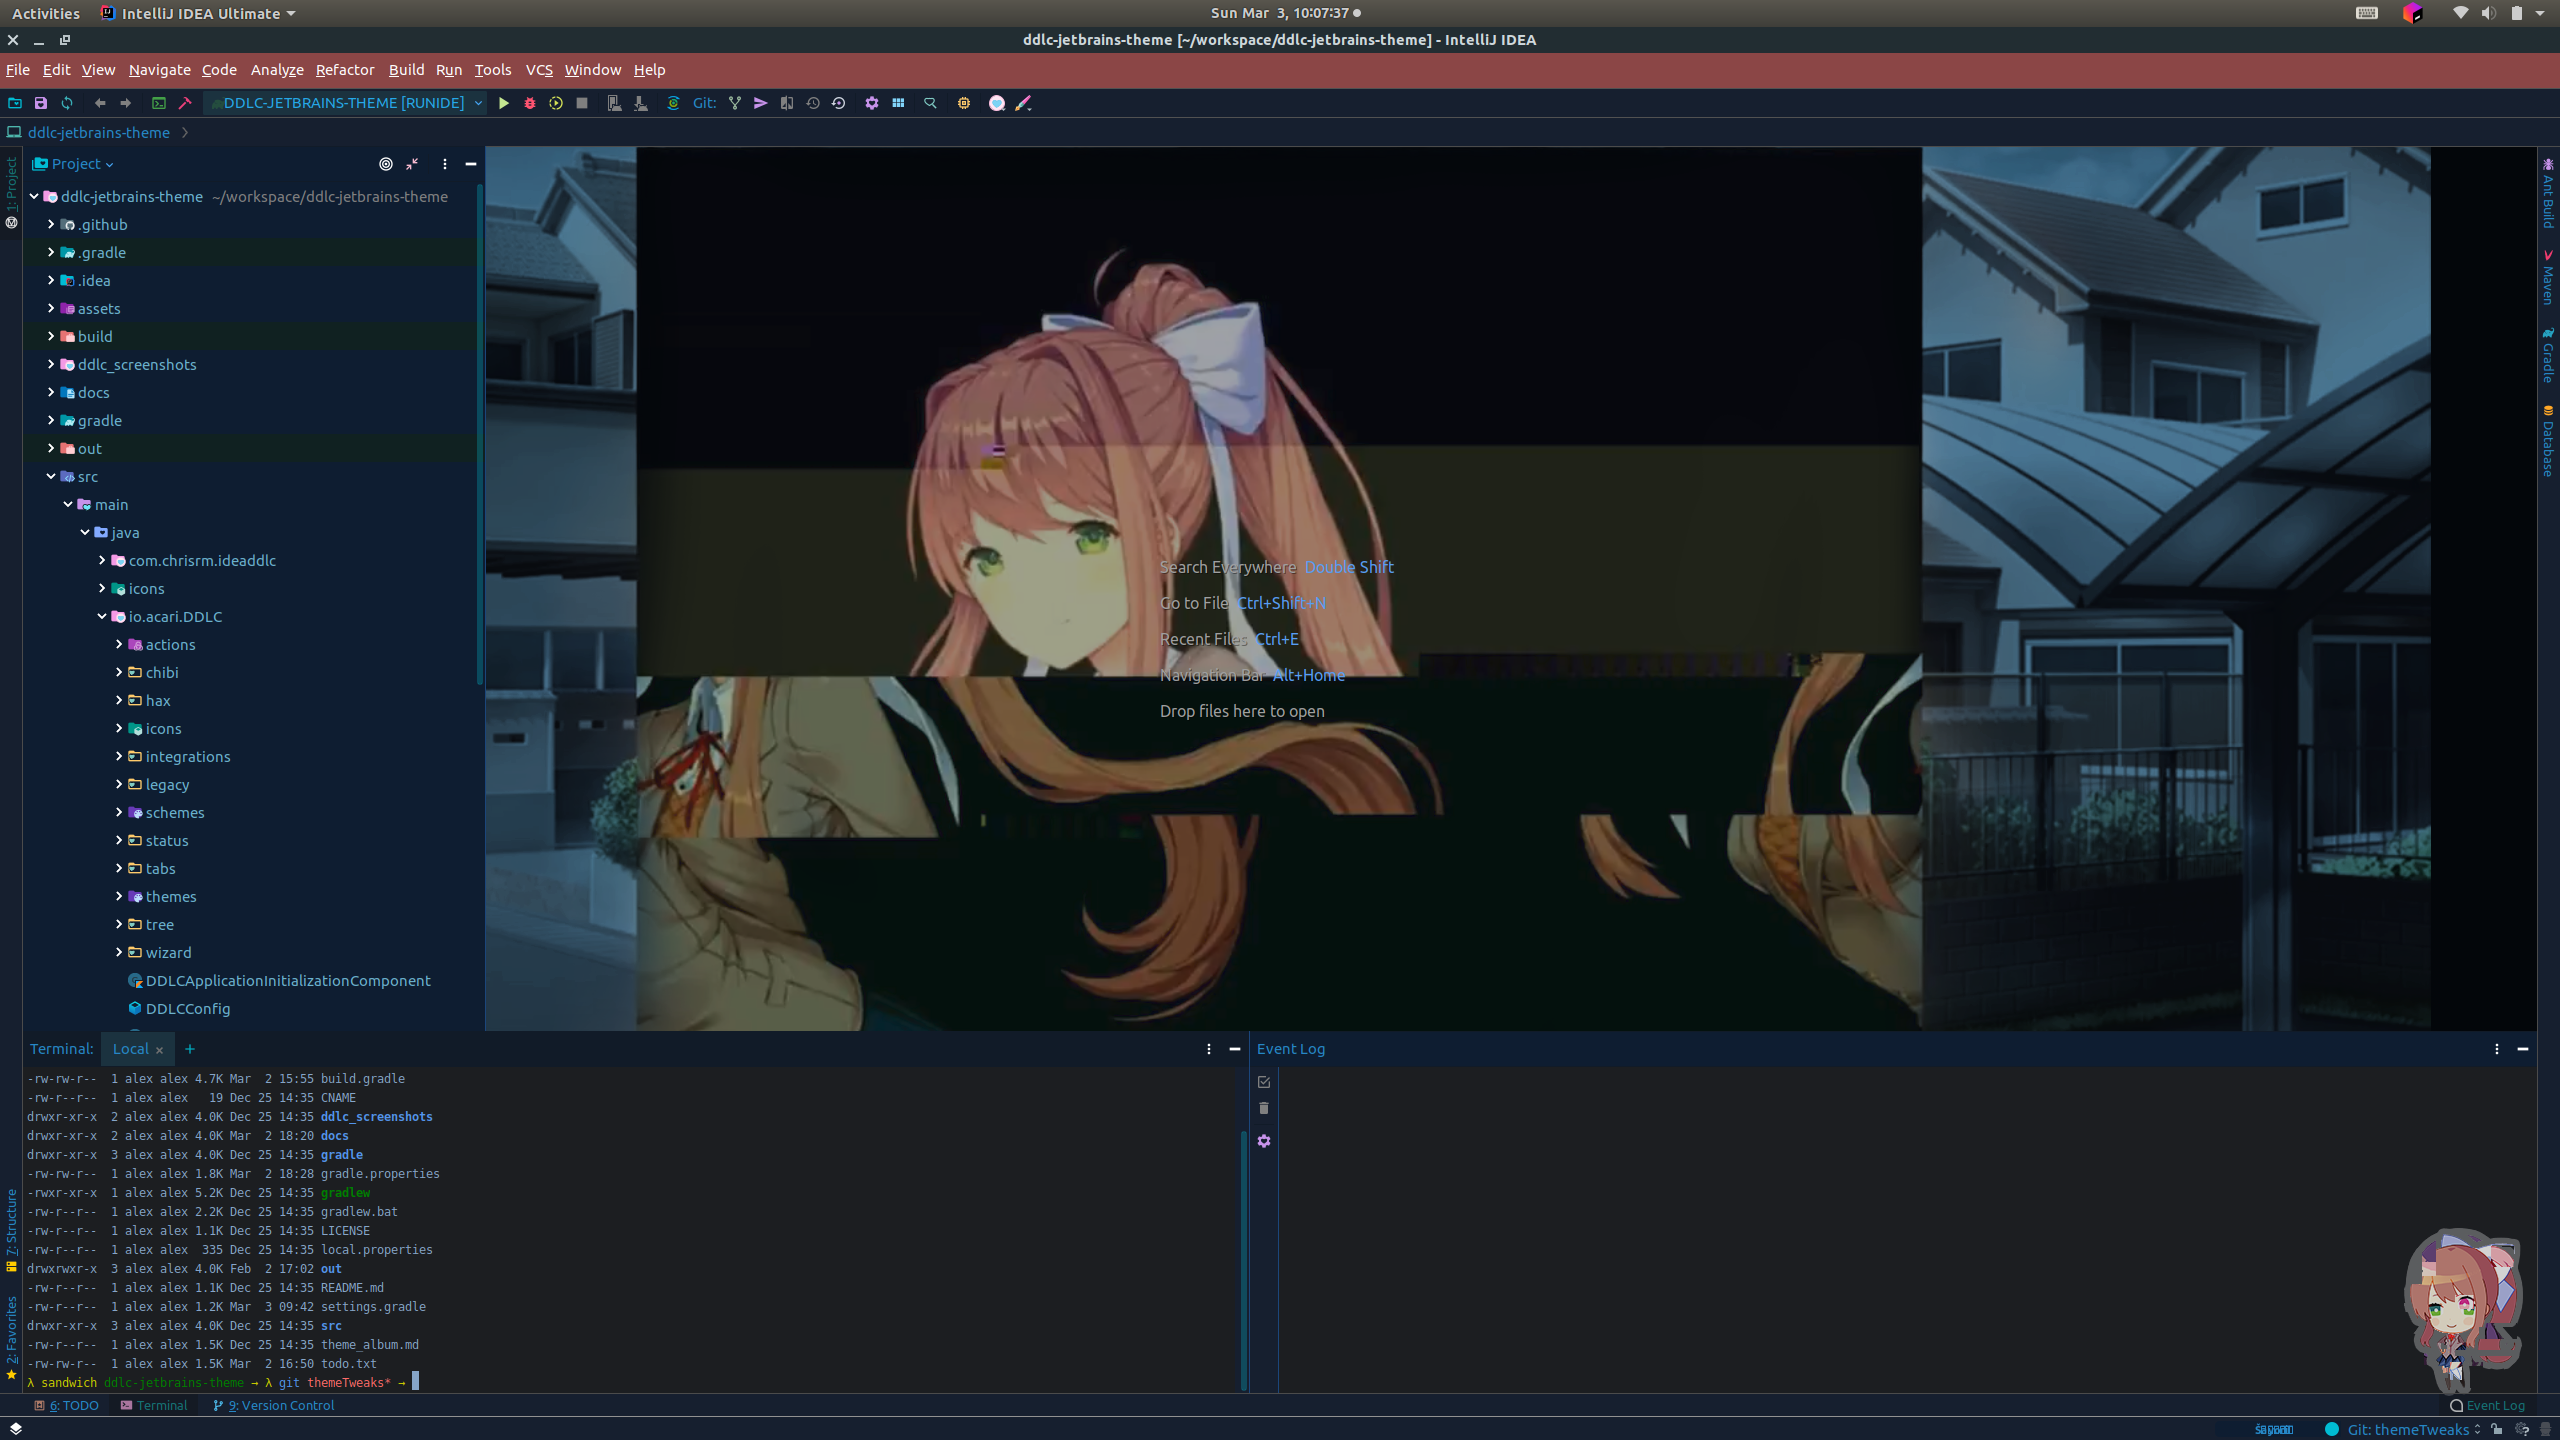 Activities IntelliJ IDEA Ultimate Sun Mar  3, 10:07:37
ddlc-jetbrains-theme [~/workspace/ddlc-jetbrains-theme] - IntelliJ IDEA
File Edit View Navigate Code Analyze Refactor Build Run Tools VCS Window Help
DDLC-JETBRAINS-THEME [RUNIDE] Git:
ddlc-jetbrains-theme
1: Project
Project
ddlc-jetbrains-theme ~/workspace/ddlc-jetbrains-theme
.github
.gradle
.idea
assets
build
ddlc_screenshots
docs
gradle
out
src
main
java
com.chrisrm.ideaddlc
icons
io.acari.DDLC
actions
chibi
hax
icons
integrations
legacy
schemes
status
tabs
themes
tree
wizard
DDLCApplicationInitializationComponent
DDLCConfig
Search Everywhere Double Shift
Go to File Ctrl+Shift+N
Recent Files Ctrl+E
Navigation Bar Alt+Home
Drop files here to open
Ant Build
Maven
Gradle
Database
7: Structure
2: Favorites
Terminal: Local × +
-rw-rw-r--  1 alex alex 4.7K Mar  2 15:55 build.gradle
-rw-r--r--  1 alex alex   19 Dec 25 14:35 CNAME
drwxr-xr-x  2 alex alex 4.0K Dec 25 14:35 ddlc_screenshots
drwxr-xr-x  2 alex alex 4.0K Mar  2 18:20 docs
drwxr-xr-x  3 alex alex 4.0K Dec 25 14:35 gradle
-rw-rw-r--  1 alex alex 1.8K Mar  2 18:28 gradle.properties
-rwxr-xr-x  1 alex alex 5.2K Dec 25 14:35 gradlew
-rw-r--r--  1 alex alex 2.2K Dec 25 14:35 gradlew.bat
-rw-r--r--  1 alex alex 1.1K Dec 25 14:35 LICENSE
-rw-r--r--  1 alex alex  335 Dec 25 14:35 local.properties
drwxrwxr-x  3 alex alex 4.0K Feb  2 17:02 out
-rw-r--r--  1 alex alex 1.1K Dec 25 14:35 README.md
-rw-r--r--  1 alex alex 1.2K Mar  3 09:42 settings.gradle
drwxr-xr-x  3 alex alex 4.0K Dec 25 14:35 src
-rw-r--r--  1 alex alex 1.5K Dec 25 14:35 theme_album.md
-rw-rw-r--  1 alex alex 1.5K Mar  2 16:50 todo.txt
λ sandwich ddlc-jetbrains-theme → λ git themeTweaks* →
Event Log
6: TODO Terminal 9: Version Control Event Log
Git: themeTweaks